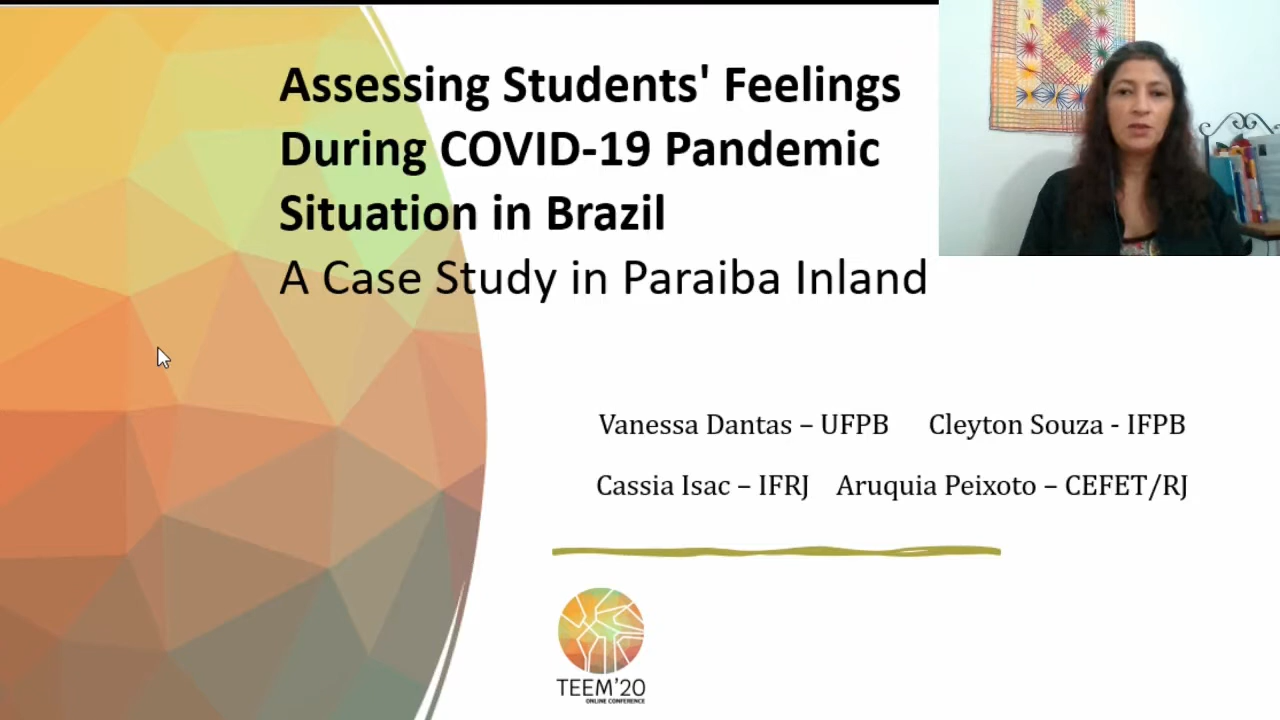 Assessing Students' Feelings
During COVID-19 Pandemic
Situation in Brazil
A Case Study in Paraiba Inland
Vanessa Dantas – UFPB Cleyton Souza - IFPB
Cassia Isac – IFRJ Aruquia Peixoto – CEFET/RJ
TEEM'20
ONLINE CONFERENCE